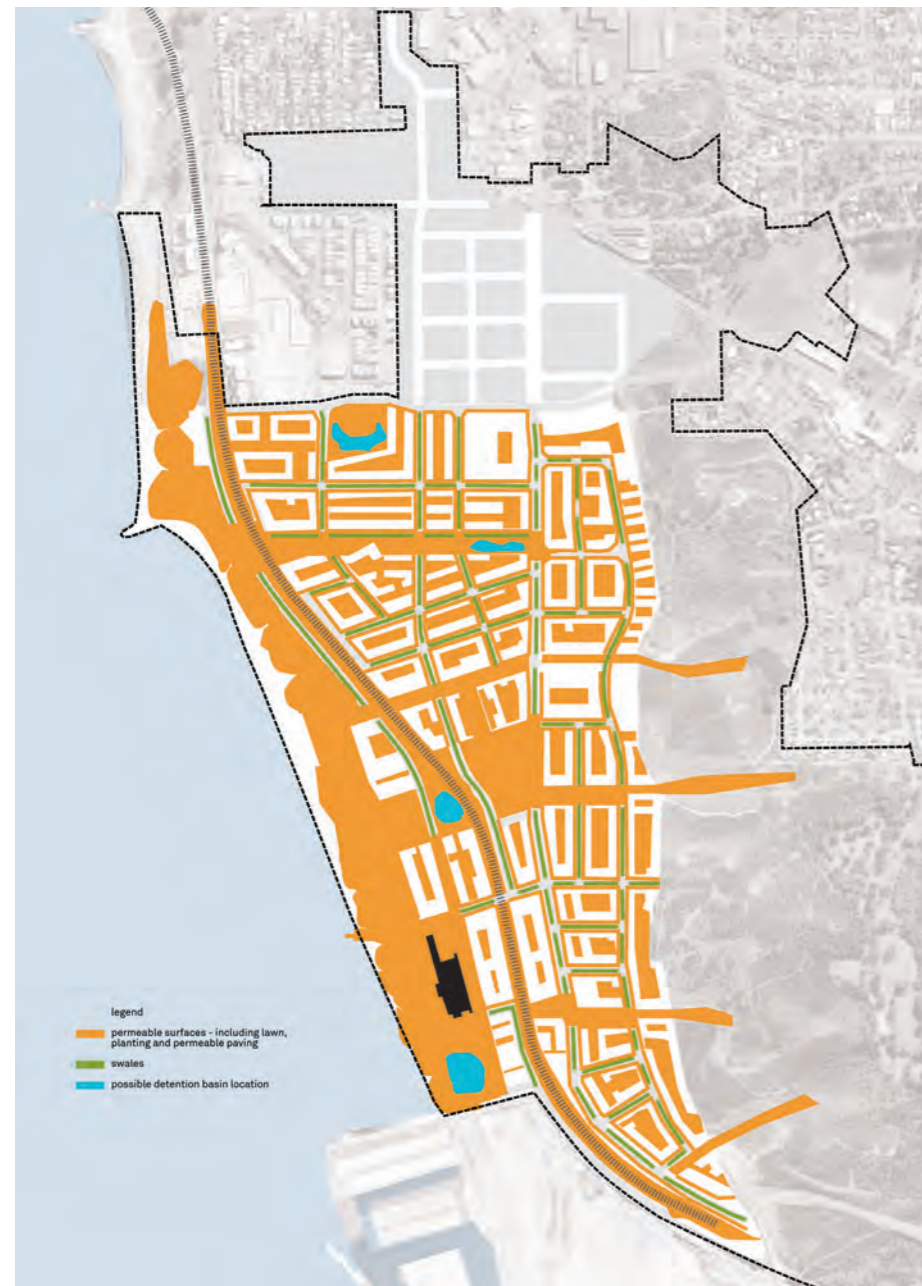 legend
permeable surfaces - including lawn,
planting and permeable paving
swales
possible detention basin location